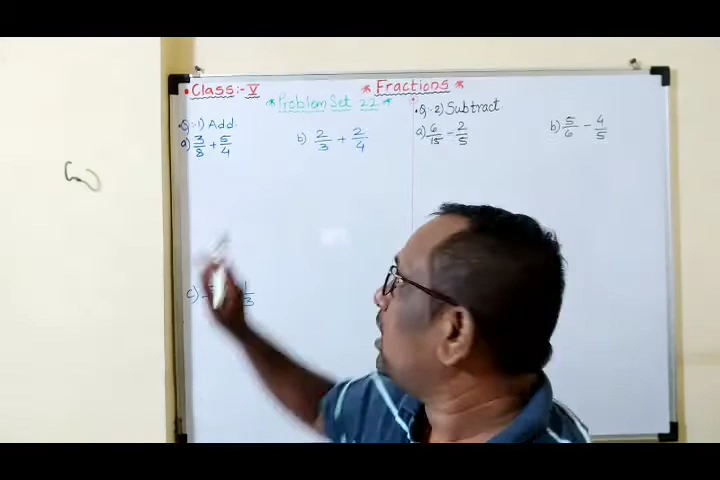 • Class:- V
* Fractions *
* Problem Set 22 *
• Q:-1) Add.
a) 3/8 + 5/4
b) 2/3 + 2/4
• Q:-2) Subtract
a) 6/15 - 2/5
b) 5/6 - 4/5
c)
1/3